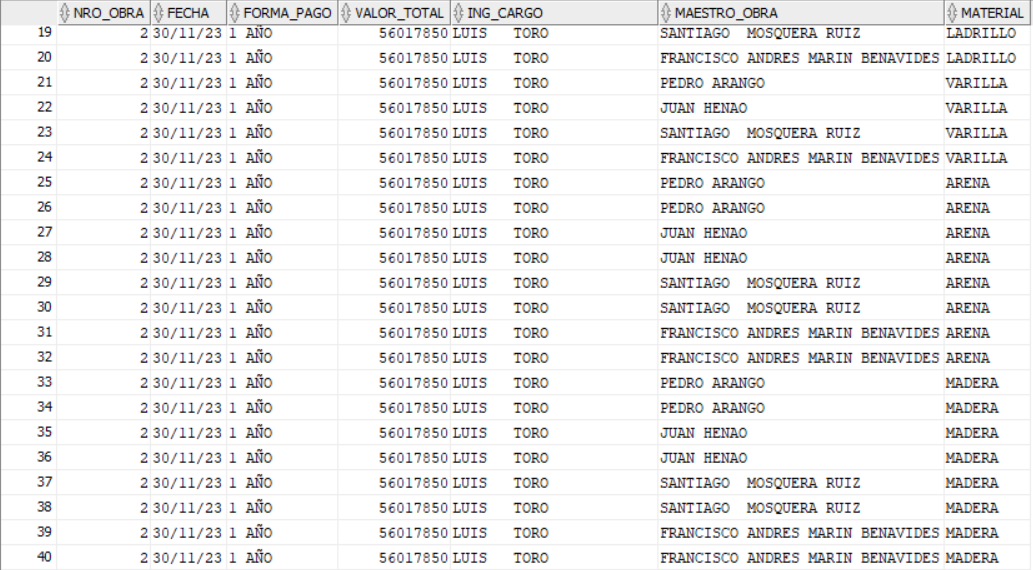 NRO_OBRA FECHA FORMA_PAGO VALOR_TOTAL ING_CARGO MAESTRO_OBRA MATERIAL
19 2 30/11/23 1 AÑO 56017850 LUIS TORO SANTIAGO MOSQUERA RUIZ LADRILLO
20 2 30/11/23 1 AÑO 56017850 LUIS TORO FRANCISCO ANDRES MARIN BENAVIDES LADRILLO
21 2 30/11/23 1 AÑO 56017850 LUIS TORO PEDRO ARANGO VARILLA
22 2 30/11/23 1 AÑO 56017850 LUIS TORO JUAN HENAO VARILLA
23 2 30/11/23 1 AÑO 56017850 LUIS TORO SANTIAGO MOSQUERA RUIZ VARILLA
24 2 30/11/23 1 AÑO 56017850 LUIS TORO FRANCISCO ANDRES MARIN BENAVIDES VARILLA
25 2 30/11/23 1 AÑO 56017850 LUIS TORO PEDRO ARANGO ARENA
26 2 30/11/23 1 AÑO 56017850 LUIS TORO PEDRO ARANGO ARENA
27 2 30/11/23 1 AÑO 56017850 LUIS TORO JUAN HENAO ARENA
28 2 30/11/23 1 AÑO 56017850 LUIS TORO JUAN HENAO ARENA
29 2 30/11/23 1 AÑO 56017850 LUIS TORO SANTIAGO MOSQUERA RUIZ ARENA
30 2 30/11/23 1 AÑO 56017850 LUIS TORO SANTIAGO MOSQUERA RUIZ ARENA
31 2 30/11/23 1 AÑO 56017850 LUIS TORO FRANCISCO ANDRES MARIN BENAVIDES ARENA
32 2 30/11/23 1 AÑO 56017850 LUIS TORO FRANCISCO ANDRES MARIN BENAVIDES ARENA
33 2 30/11/23 1 AÑO 56017850 LUIS TORO PEDRO ARANGO MADERA
34 2 30/11/23 1 AÑO 56017850 LUIS TORO PEDRO ARANGO MADERA
35 2 30/11/23 1 AÑO 56017850 LUIS TORO JUAN HENAO MADERA
36 2 30/11/23 1 AÑO 56017850 LUIS TORO JUAN HENAO MADERA
37 2 30/11/23 1 AÑO 56017850 LUIS TORO SANTIAGO MOSQUERA RUIZ MADERA
38 2 30/11/23 1 AÑO 56017850 LUIS TORO SANTIAGO MOSQUERA RUIZ MADERA
39 2 30/11/23 1 AÑO 56017850 LUIS TORO FRANCISCO ANDRES MARIN BENAVIDES MADERA
40 2 30/11/23 1 AÑO 56017850 LUIS TORO FRANCISCO ANDRES MARIN BENAVIDES MADERA